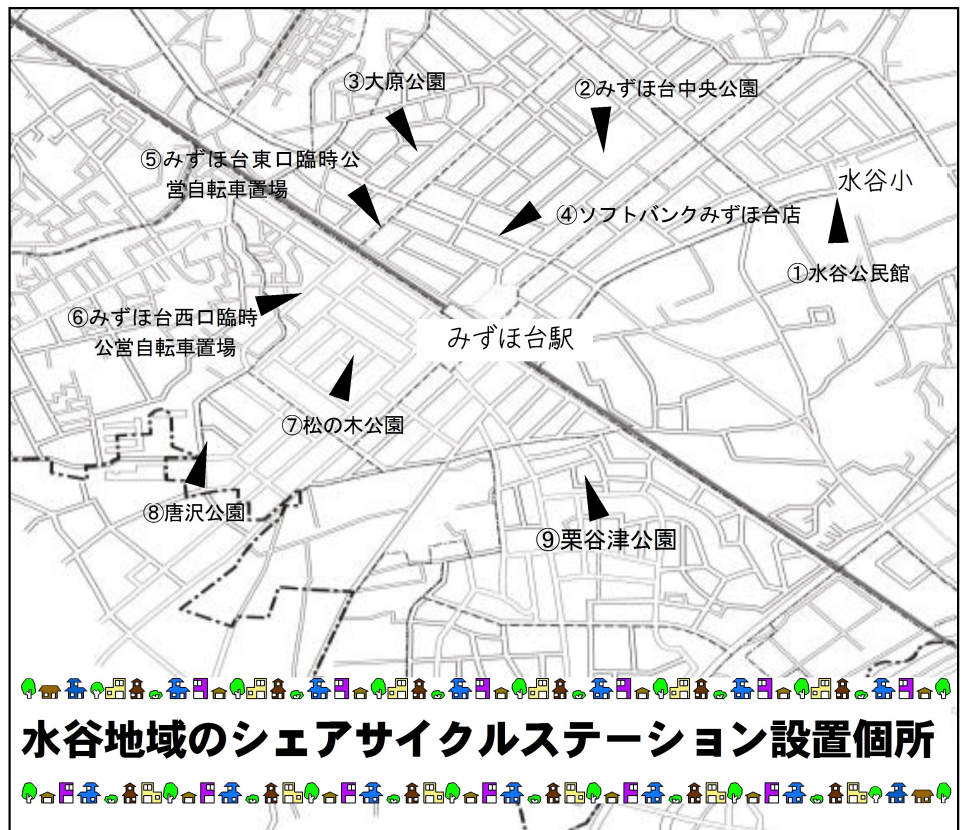 ③大原公園
②みずほ台中央公園
⑤みずほ台東口臨時公
営自転車置場
水谷小
④ソフトバンクみずほ台店
①水谷公民館
⑥みずほ台西口臨時
公営自転車置場
みずほ台駅
⑦松の木公園
⑧唐沢公園
⑨栗谷津公園
水谷地域のシェアサイクルステーション設置個所